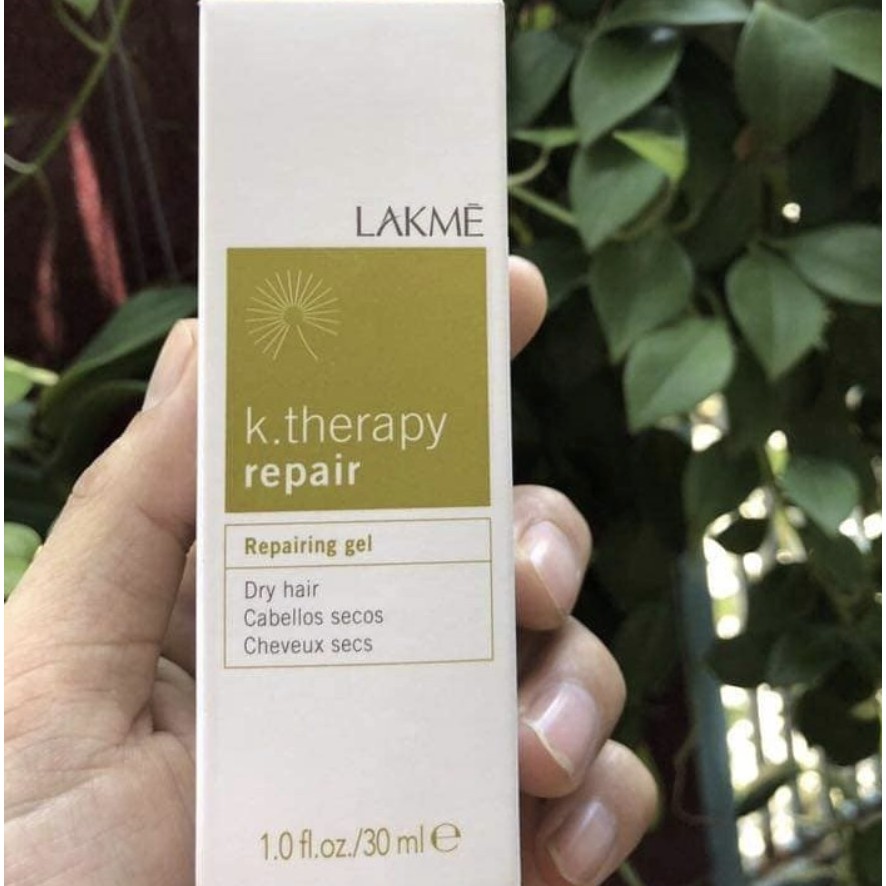 LAKMĒ
k.therapy
repair
Repairing gel
Dry hair
Cabellos secos
Cheveux secs
1.0 fl.oz./30 ml ℮